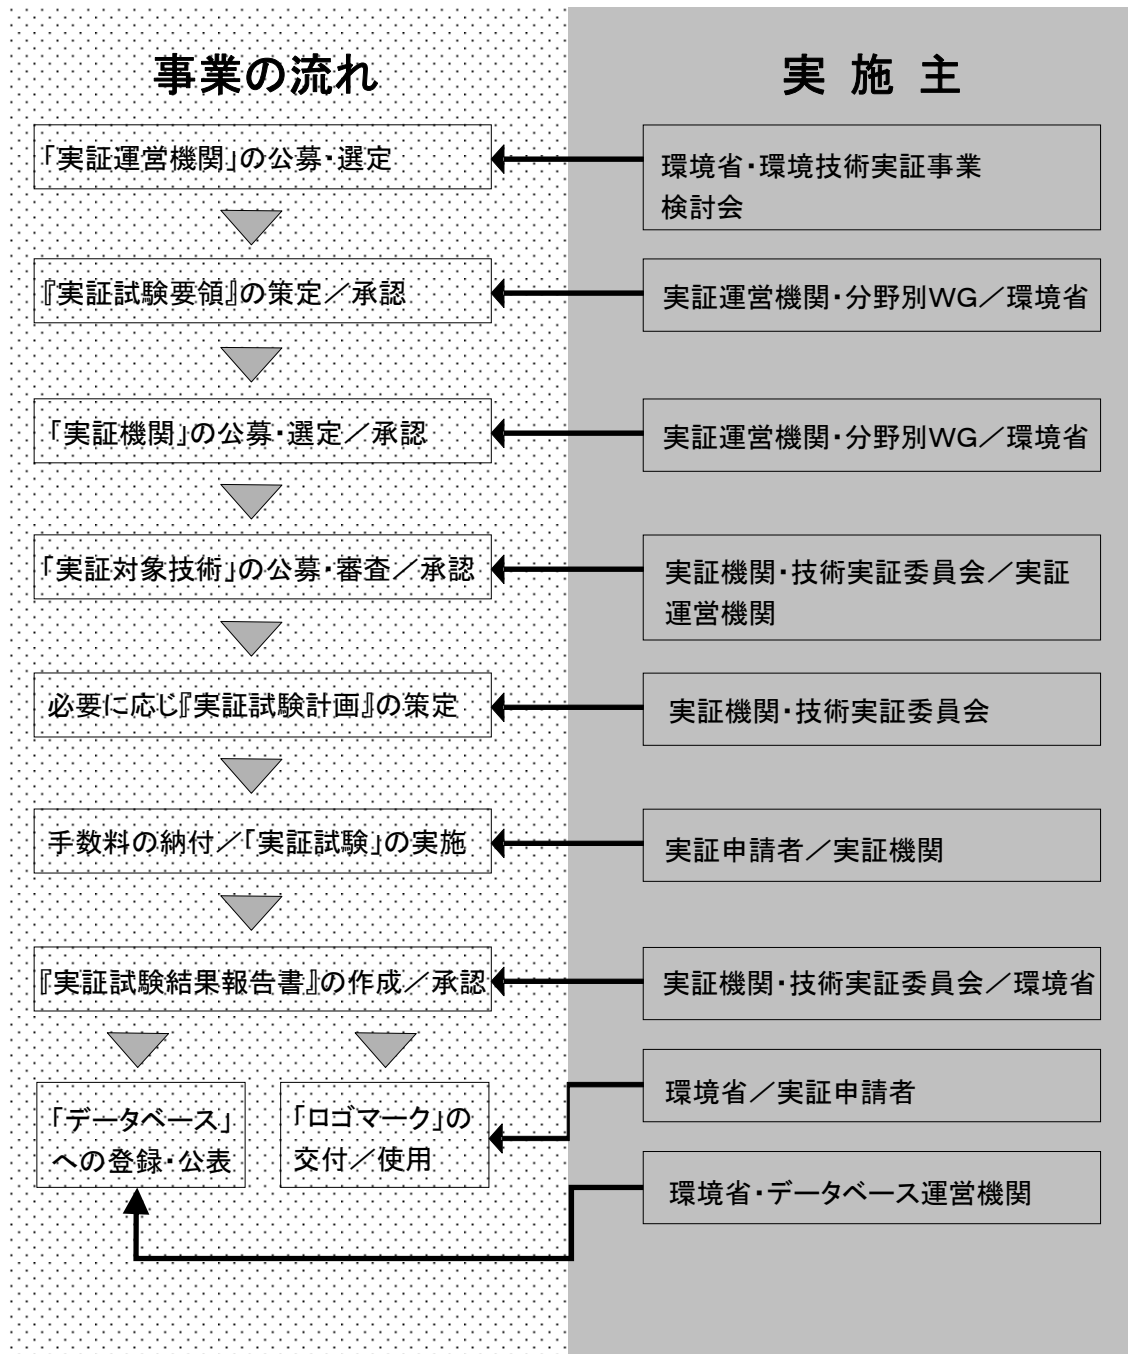 事業の流れ
実施主
「実証運営機関」の公募・選定
環境省・環境技術実証事業
検討会
『実証試験要領』の策定／承認
実証運営機関・分野別WG／環境省
「実証機関」の公募・選定／承認
実証運営機関・分野別WG／環境省
「実証対象技術」の公募・審査／承認
実証機関・技術実証委員会／実証
運営機関
必要に応じ『実証試験計画』の策定
実証機関・技術実証委員会
手数料の納付／「実証試験」の実施
実証申請者／実証機関
『実証試験結果報告書』の作成／承認
実証機関・技術実証委員会／環境省
「データベース」
への登録・公表
「ロゴマーク」の
交付／使用
環境省／実証申請者
環境省・データベース運営機関